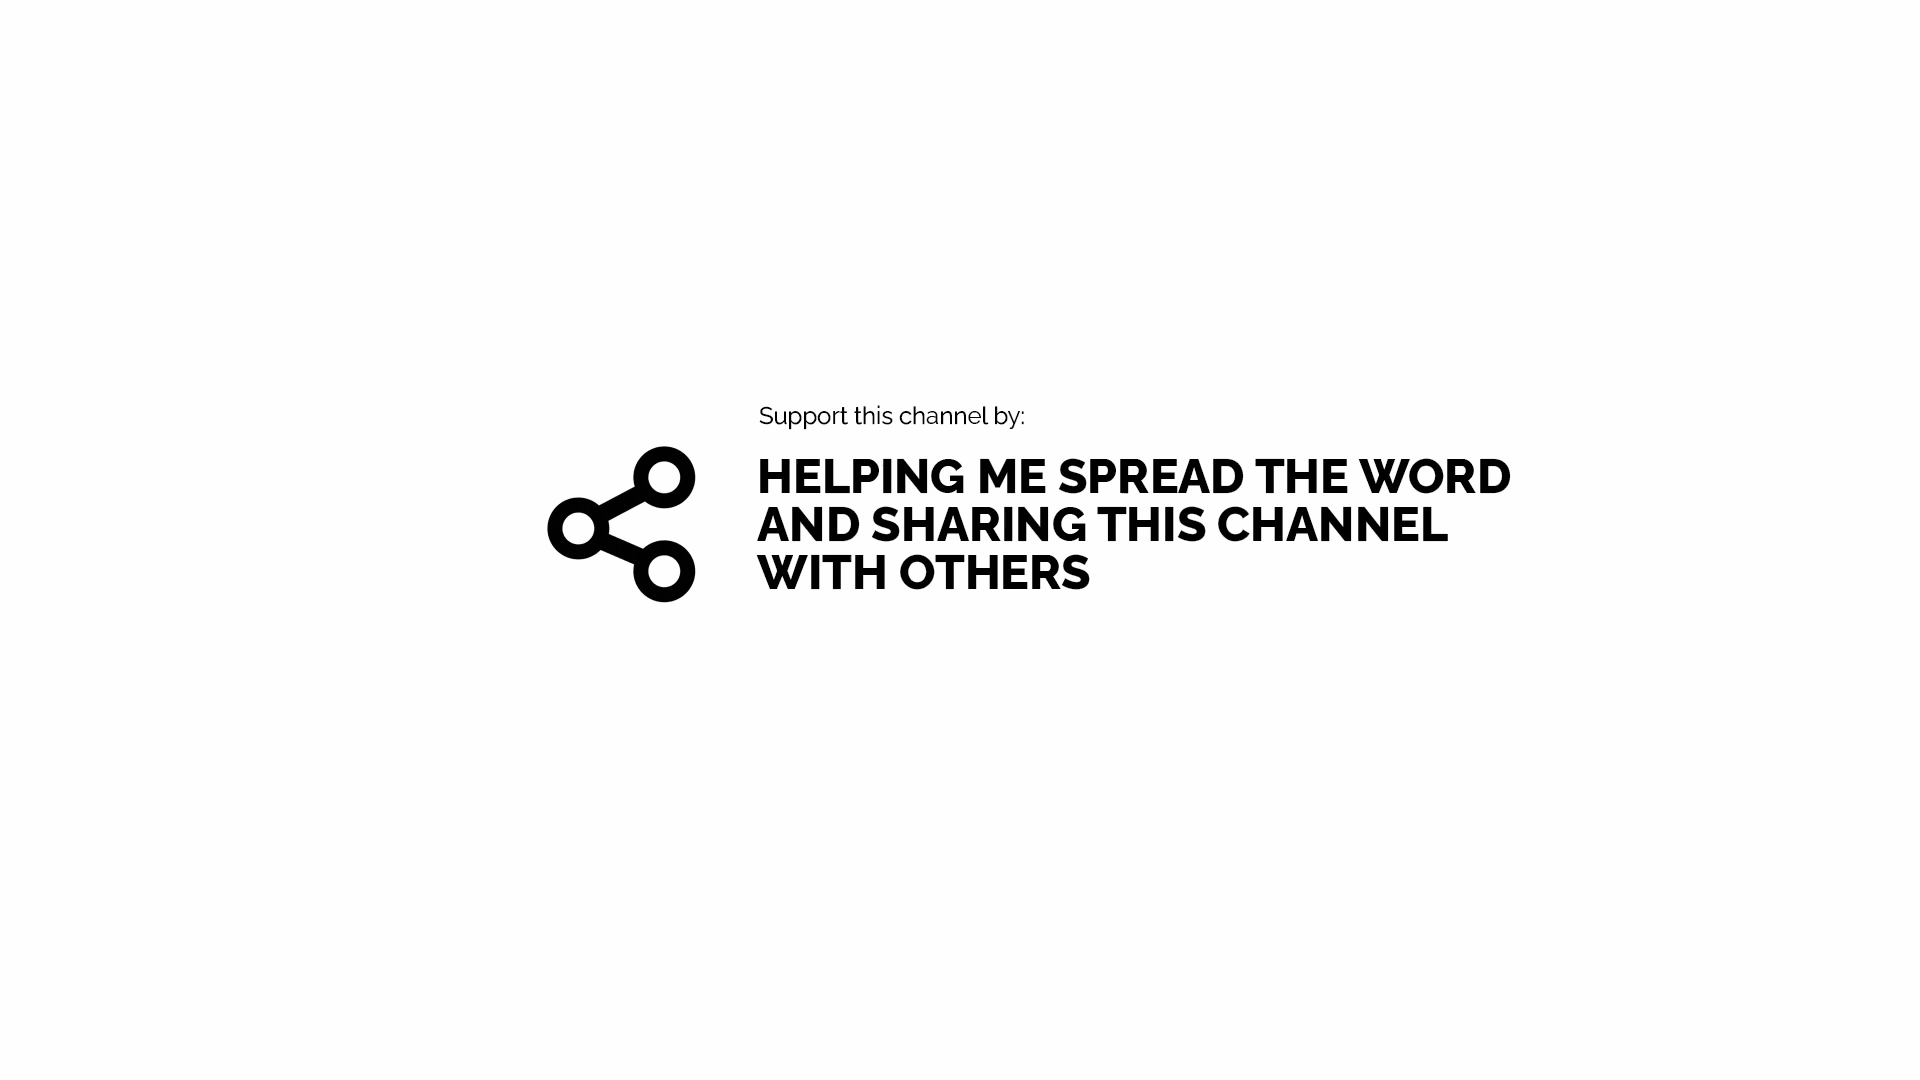 Support this channel by:
HELPING ME SPREAD THE WORD
AND SHARING THIS CHANNEL
WITH OTHERS